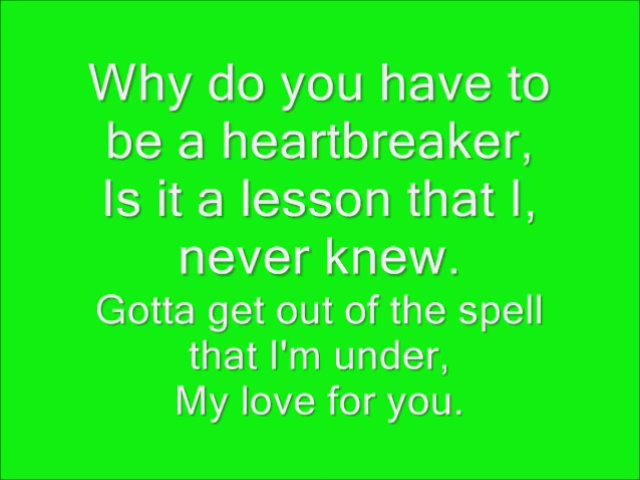 Why do you have to
be a heartbreaker,
Is it a lesson that I,
never knew.
Gotta get out of the spell
that I'm under,
My love for you.